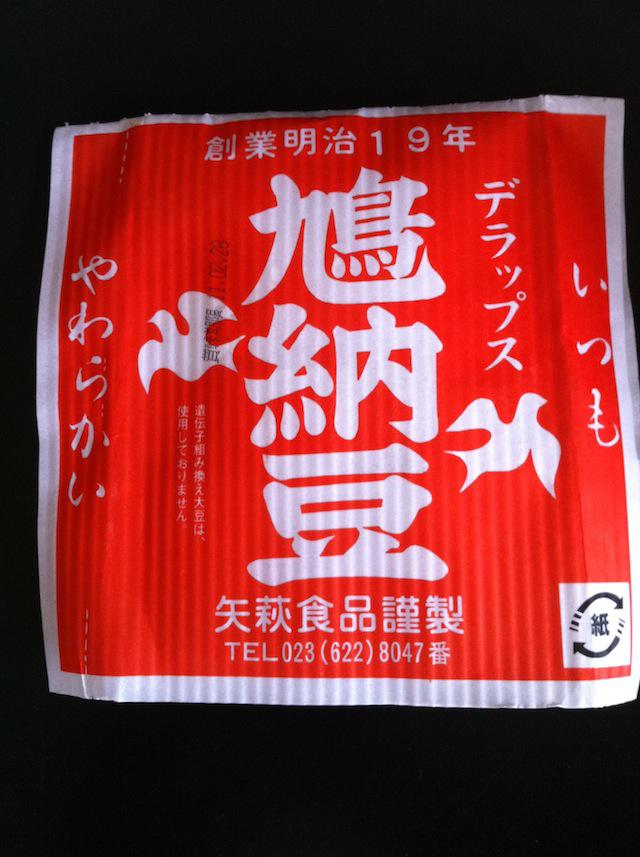 創業明治19年
いつも
デラップス
鳩納豆
遺伝子組み換え大豆は、
使用しておりません。
やわらかい
矢萩食品謹製
TEL023(622)8047番
紙